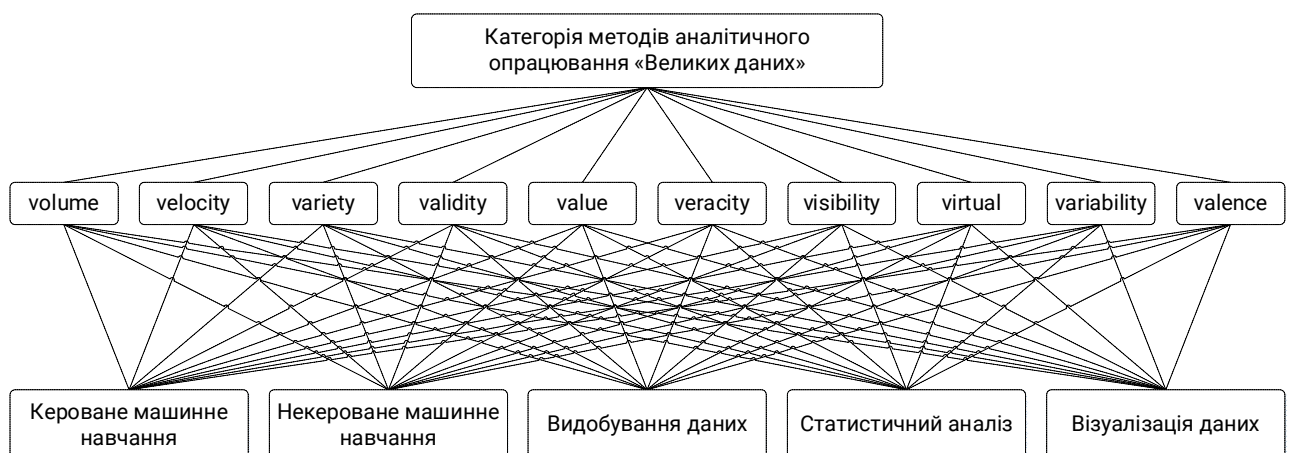 Категорія методів аналітичного
опрацювання «Великих даних»
volume velocity variety validity value veracity visibility virtual variability valence
Кероване машинне
навчання
Некероване машинне
навчання
Видобування даних
Статистичний аналіз
Візуалізація даних